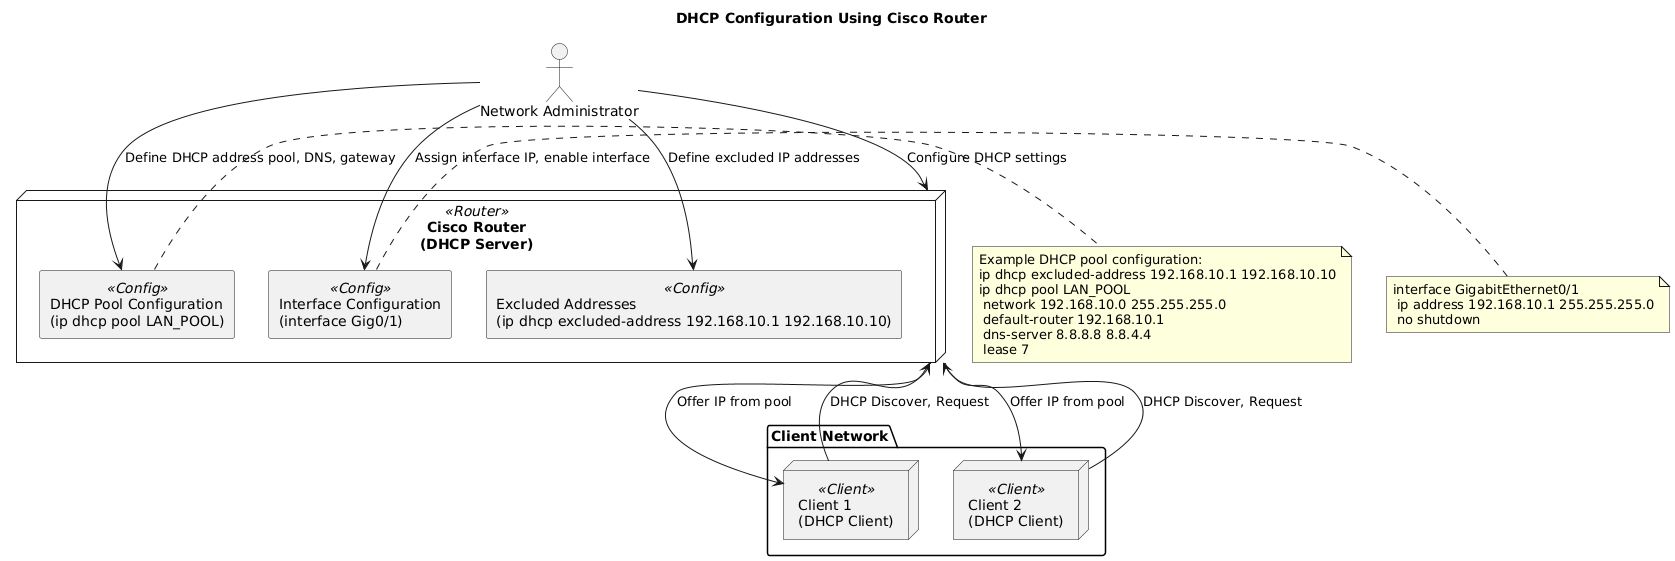 DHCP Configuration Using Cisco Router
Network Administrator
Define DHCP address pool, DNS, gateway
Assign interface IP, enable interface
Define excluded IP addresses
Configure DHCP settings
«Router»
Cisco Router
(DHCP Server)
«Config»
DHCP Pool Configuration
(ip dhcp pool LAN_POOL)
«Config»
Interface Configuration
(interface Gig0/1)
«Config»
Excluded Addresses
(ip dhcp excluded-address 192.168.10.1 192.168.10.10)
Example DHCP pool configuration:
ip dhcp excluded-address 192.168.10.1 192.168.10.10
ip dhcp pool LAN_POOL
network 192.168.10.0 255.255.255.0
default-router 192.168.10.1
dns-server 8.8.8.8 8.8.4.4
lease 7
interface GigabitEthernet0/1
ip address 192.168.10.1 255.255.255.0
no shutdown
Offer IP from pool
DHCP Discover, Request
Offer IP from pool
DHCP Discover, Request
Client Network
«Client»
Client 1
(DHCP Client)
«Client»
Client 2
(DHCP Client)